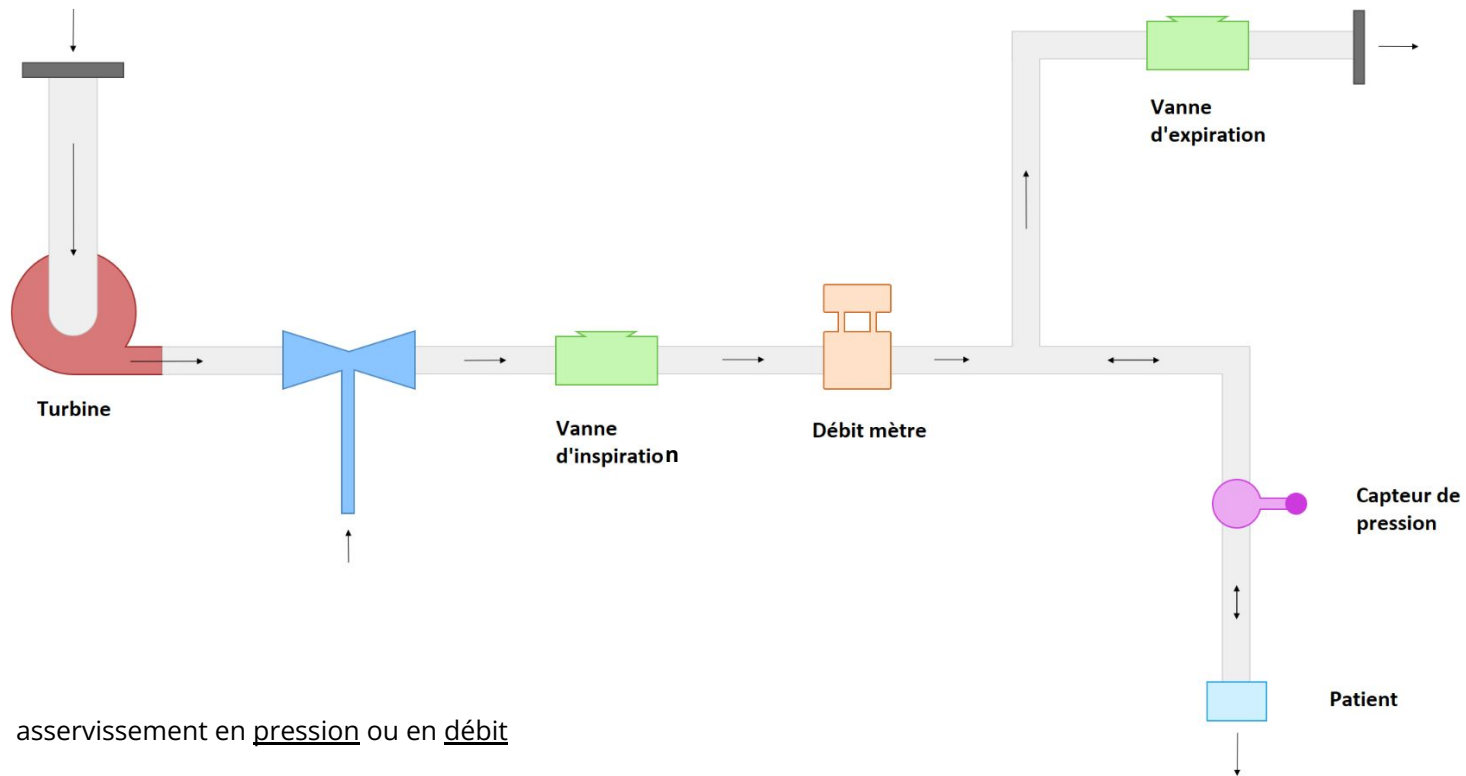 Vanne
d'expiration
Turbine
Vanne
d'inspiration
Débit mètre
Capteur de
pression
Patient
asservissement en pression ou en débit